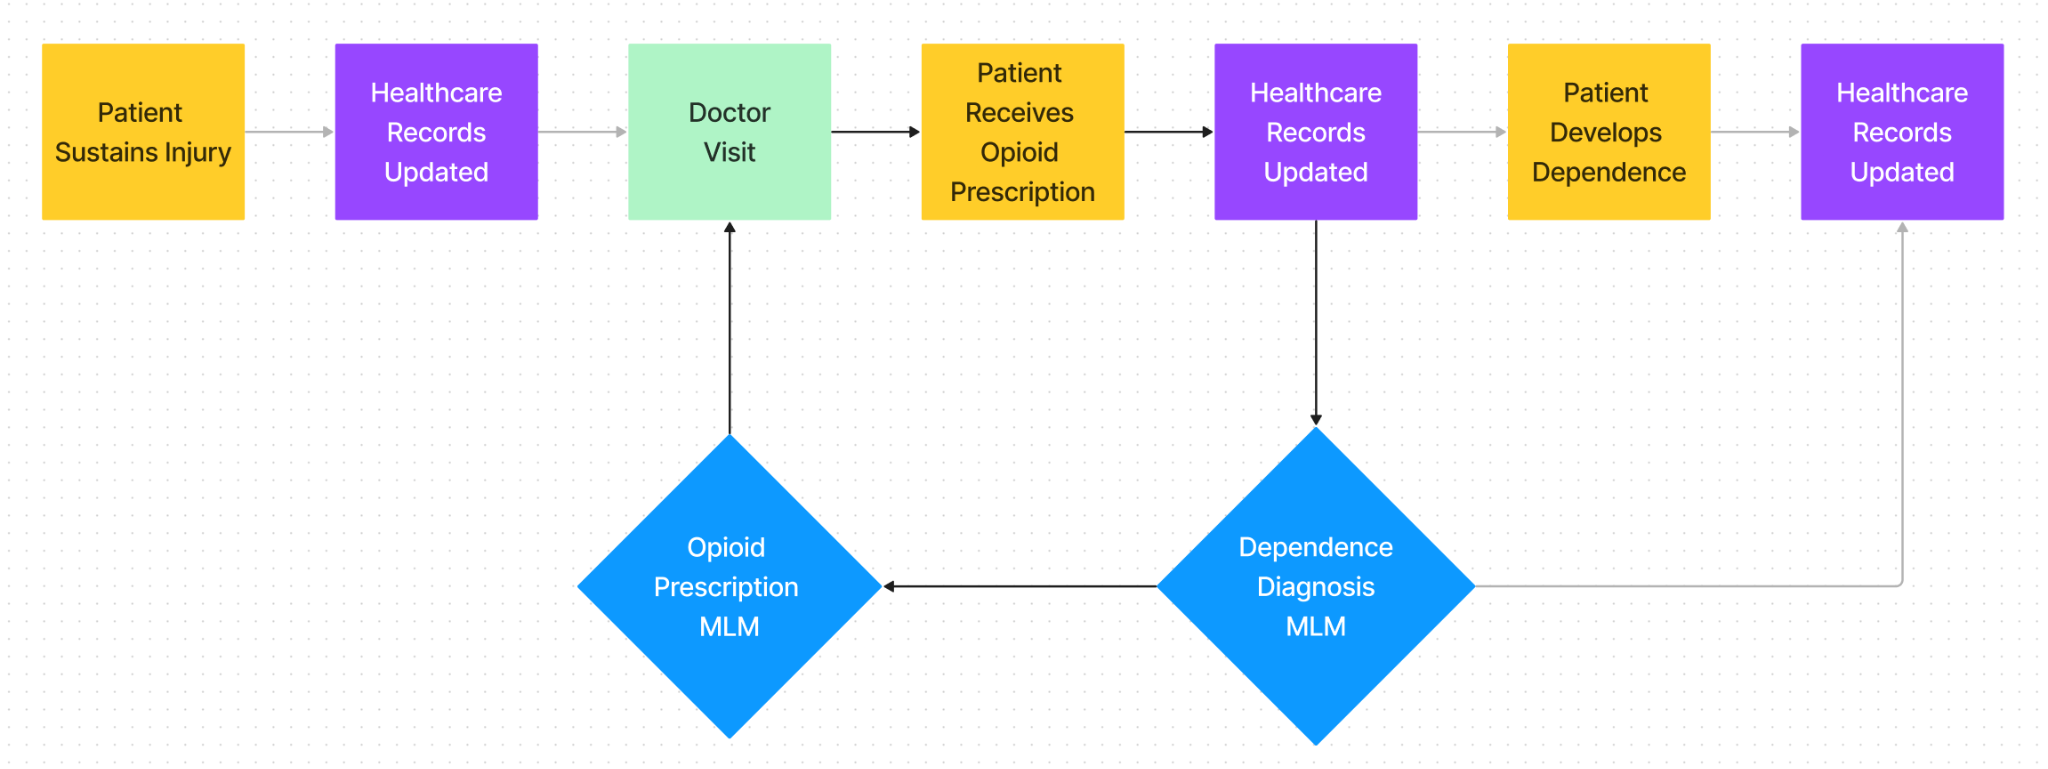 Patient
Sustains Injury
Healthcare
Records
Updated
Doctor
Visit
Patient
Receives
Opioid
Prescription
Healthcare
Records
Updated
Patient
Develops
Dependence
Healthcare
Records
Updated
Opioid
Prescription
MLM
Dependence
Diagnosis
MLM